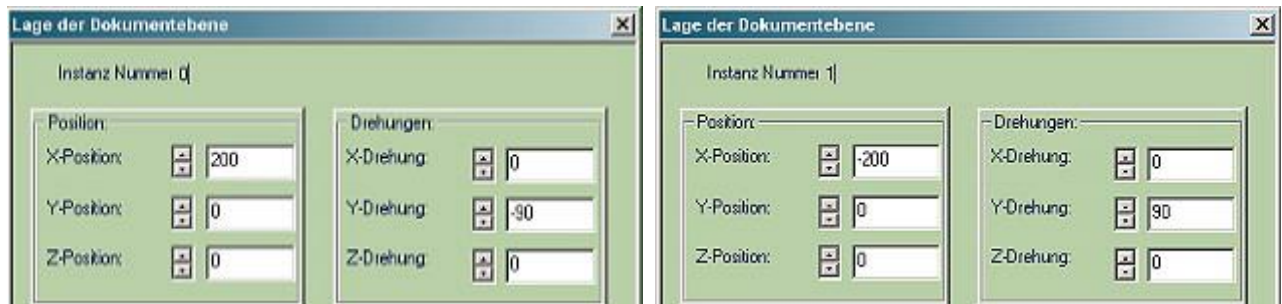 Lage der Dokumentebene
Instanz Nummer 0
Position:
X-Position: 200
Y-Position: 0
Z-Position: 0
Drehungen:
X-Drehung: 0
Y-Drehung: -90
Z-Drehung: 0
Lage der Dokumentebene
Instanz Nummer 1
Position:
X-Position: -200
Y-Position: 0
Z-Position: 0
Drehungen:
X-Drehung: 0
Y-Drehung: 90
Z-Drehung: 0